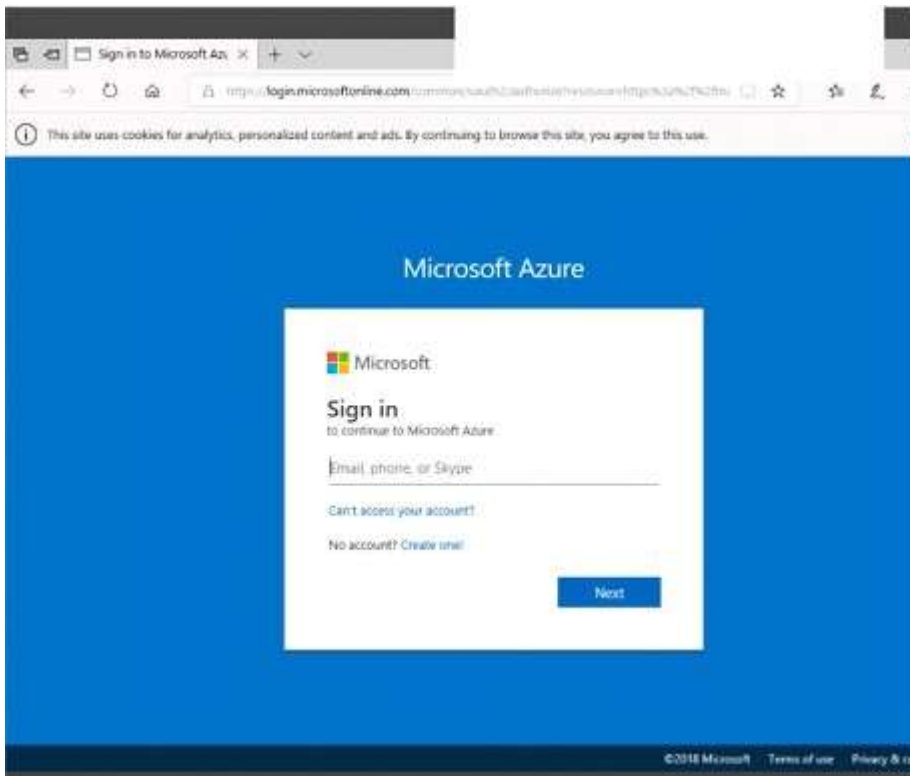 Sign in to Microsoft Az
login.microsoftonline.com
This site uses cookies for analytics, personalized content and ads. By continuing to browse this site, you agree to this use.
Microsoft Azure
Microsoft
Sign in
to continue to Microsoft Azure
Email, phone, or Skype
Can't access your account?
No account? Create one!
Next
©2018 Microsoft Terms of use Privacy & c